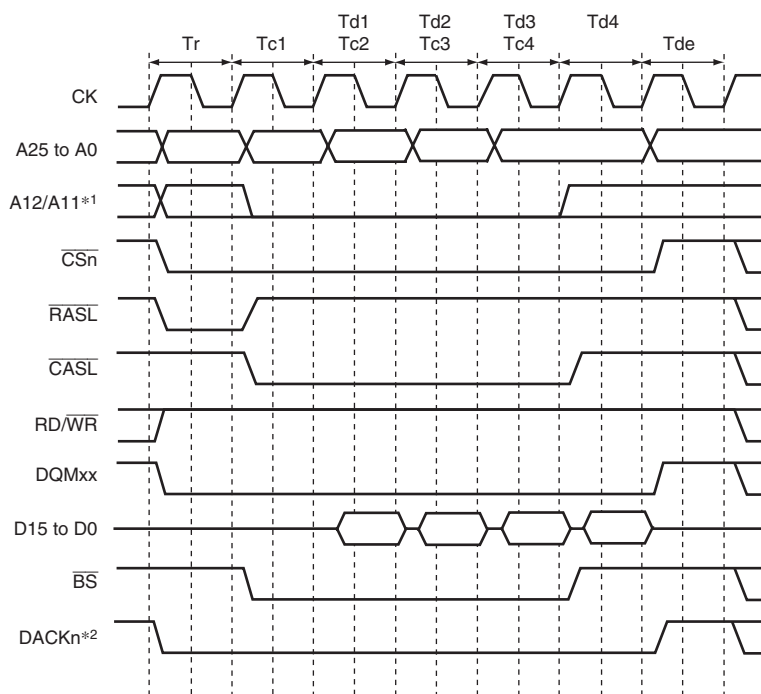 Td1 Td2 Td3 Td4
Tr Tc1 Tc2 Tc3 Tc4 Tde
CK
A25 to A0
A12/A11*1
CSn
RASL
CASL
RD/WR
DQMxx
D15 to D0
BS
DACKn*2